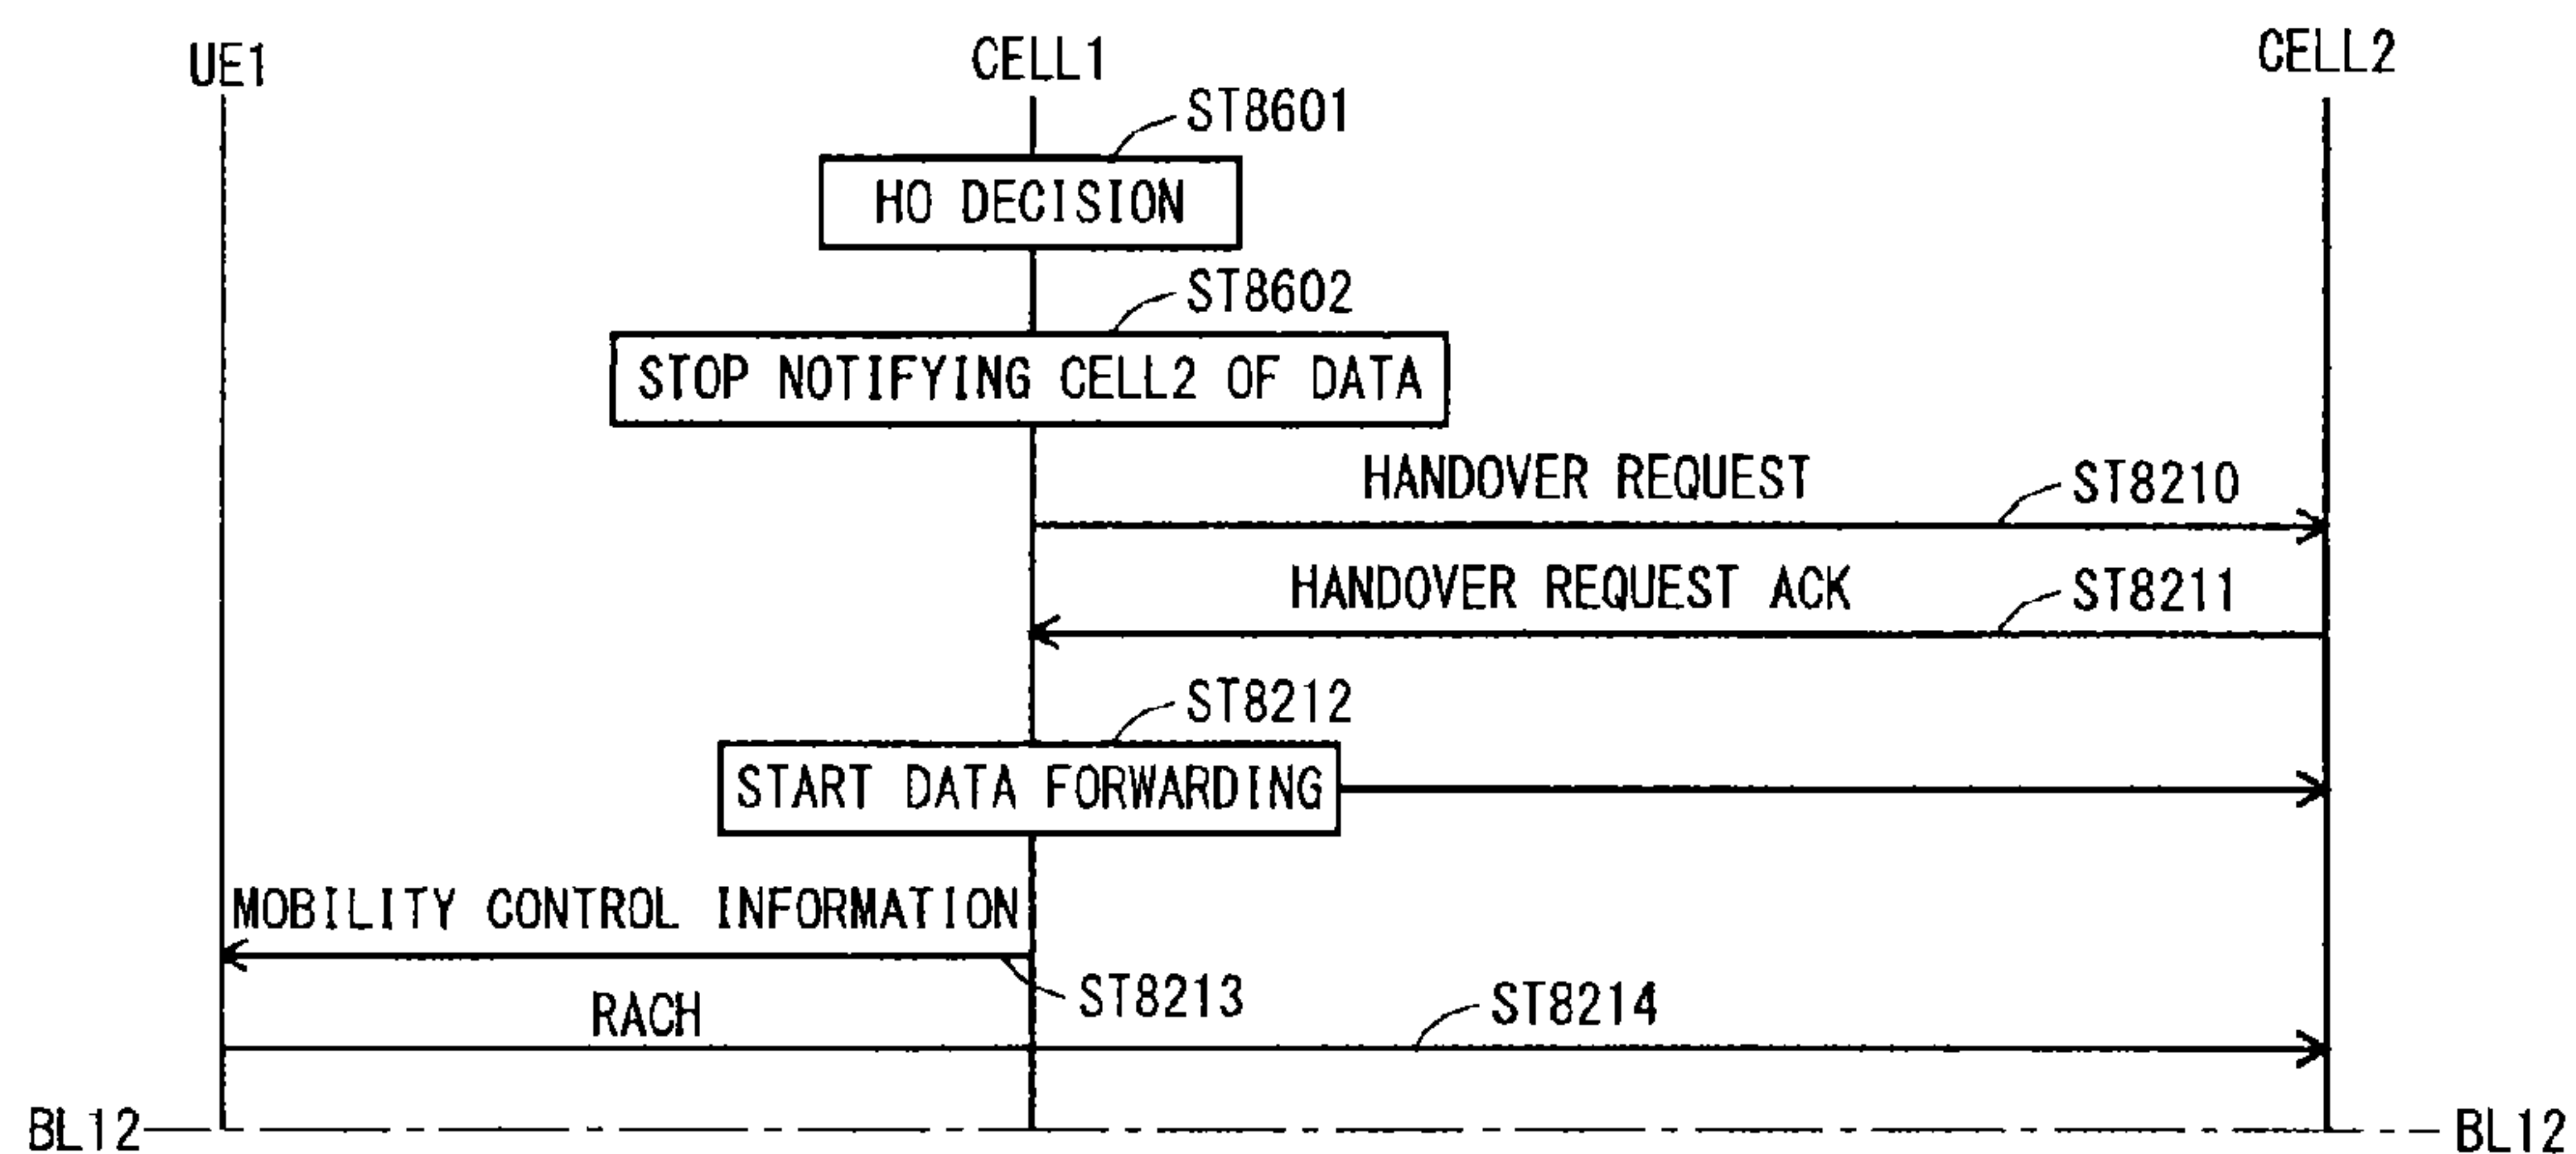 UE1
CELL1
CELL2
ST8601
HO DECISION
ST8602
STOP NOTIFYING CELL2 OF DATA
HANDOVER REQUEST
ST8210
HANDOVER REQUEST ACK
ST8211
ST8212
START DATA FORWARDING
MOBILITY CONTROL INFORMATION
ST8213
RACH
ST8214
BL12
BL12